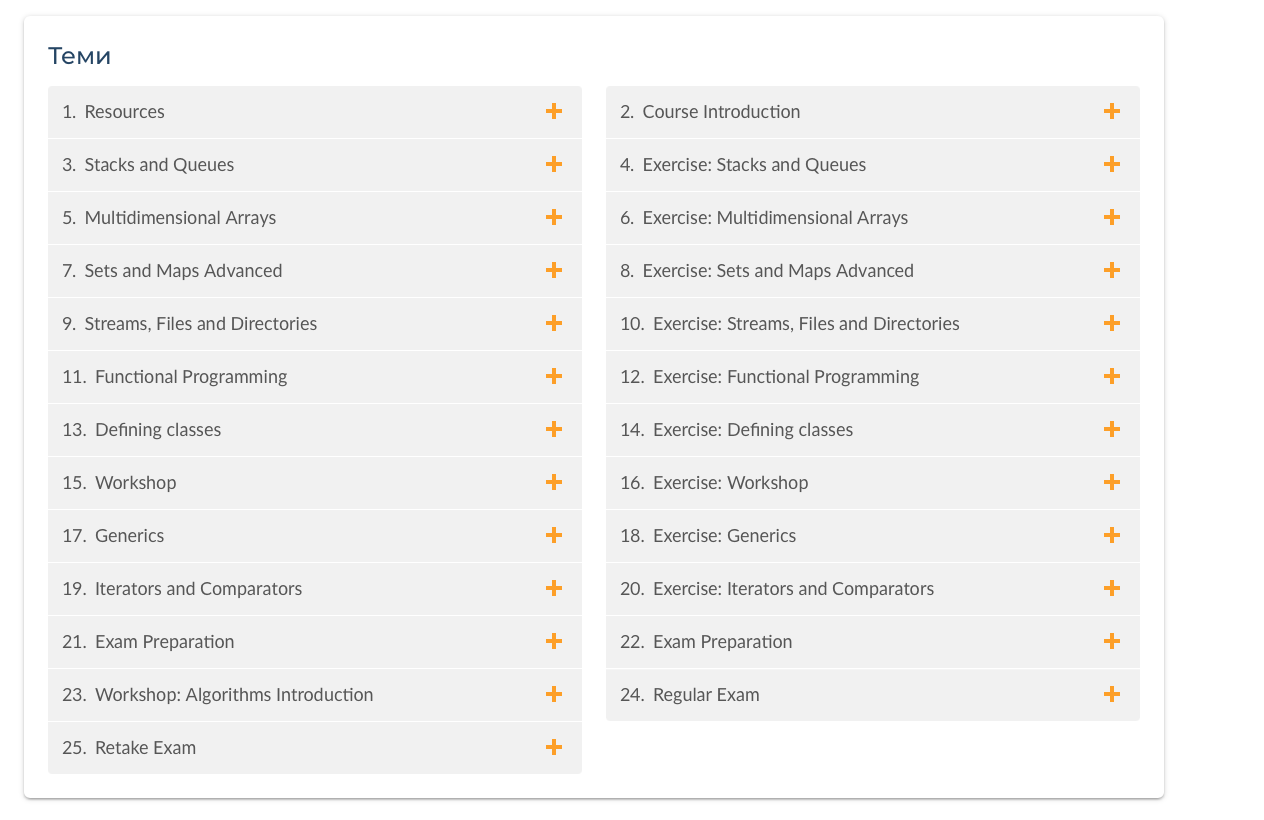 Теми
1. Resources
2. Course Introduction
3. Stacks and Queues
4. Exercise: Stacks and Queues
5. Multidimensional Arrays
6. Exercise: Multidimensional Arrays
7. Sets and Maps Advanced
8. Exercise: Sets and Maps Advanced
9. Streams, Files and Directories
10. Exercise: Streams, Files and Directories
11. Functional Programming
12. Exercise: Functional Programming
13. Defining classes
14. Exercise: Defining classes
15. Workshop
16. Exercise: Workshop
17. Generics
18. Exercise: Generics
19. Iterators and Comparators
20. Exercise: Iterators and Comparators
21. Exam Preparation
22. Exam Preparation
23. Workshop: Algorithms Introduction
24. Regular Exam
25. Retake Exam